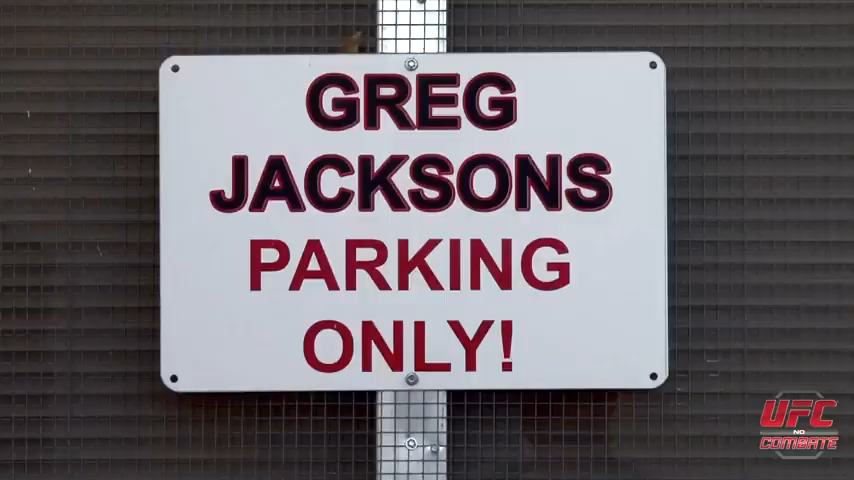 GREG
JACKSONS
PARKING
ONLY!
UFC
NO
COMBATE